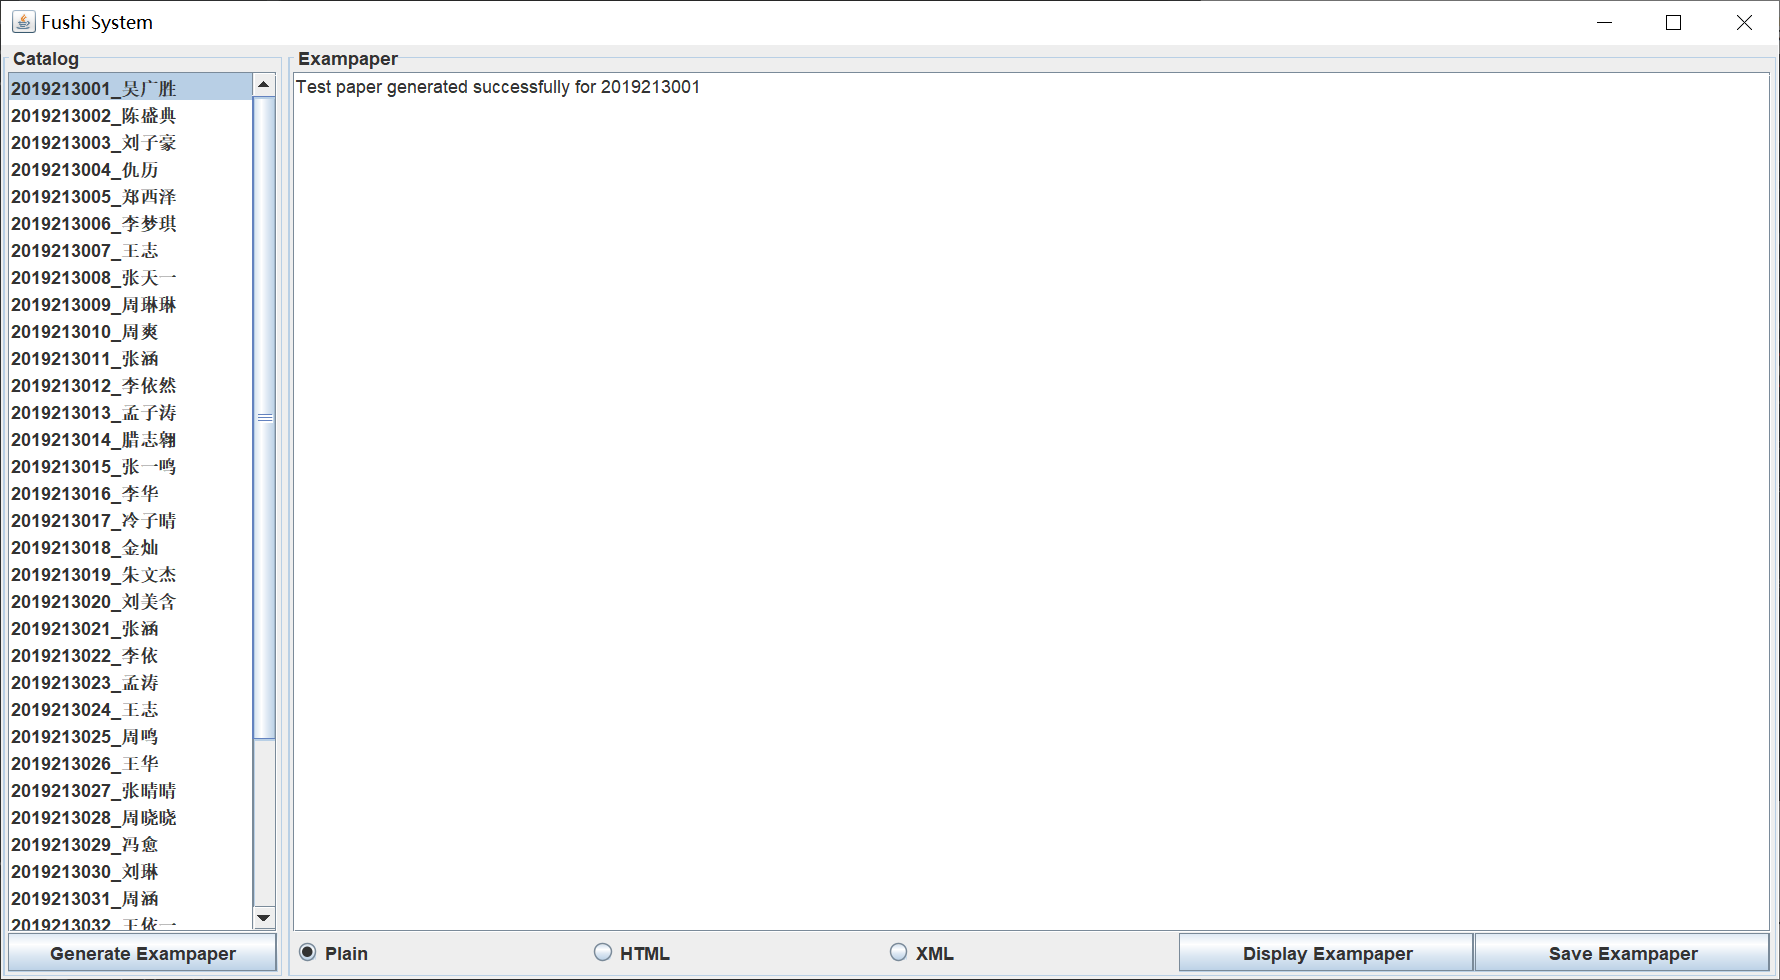 Fushi System
Catalog
2019213001_吴广胜
2019213002_陈盛典
2019213003_刘子豪
2019213004_仇历
2019213005_郑西泽
2019213006_李梦琪
2019213007_王志
2019213008_张天一
2019213009_周琳琳
2019213010_周爽
2019213011_张涵
2019213012_李依然
2019213013_孟子涛
2019213014_腊志翱
2019213015_张一鸣
2019213016_李华
2019213017_冷子晴
2019213018_金灿
2019213019_朱文杰
2019213020_刘美含
2019213021_张涵
2019213022_李依
2019213023_孟涛
2019213024_王志
2019213025_周鸣
2019213026_王华
2019213027_张晴晴
2019213028_周晓晓
2019213029_冯愈
2019213030_刘琳
2019213031_周涵
2019213032_王依一
Generate Exampaper
Exampaper
Test paper generated successfully for 2019213001
Plain
HTML
XML
Display Exampaper
Save Exampaper